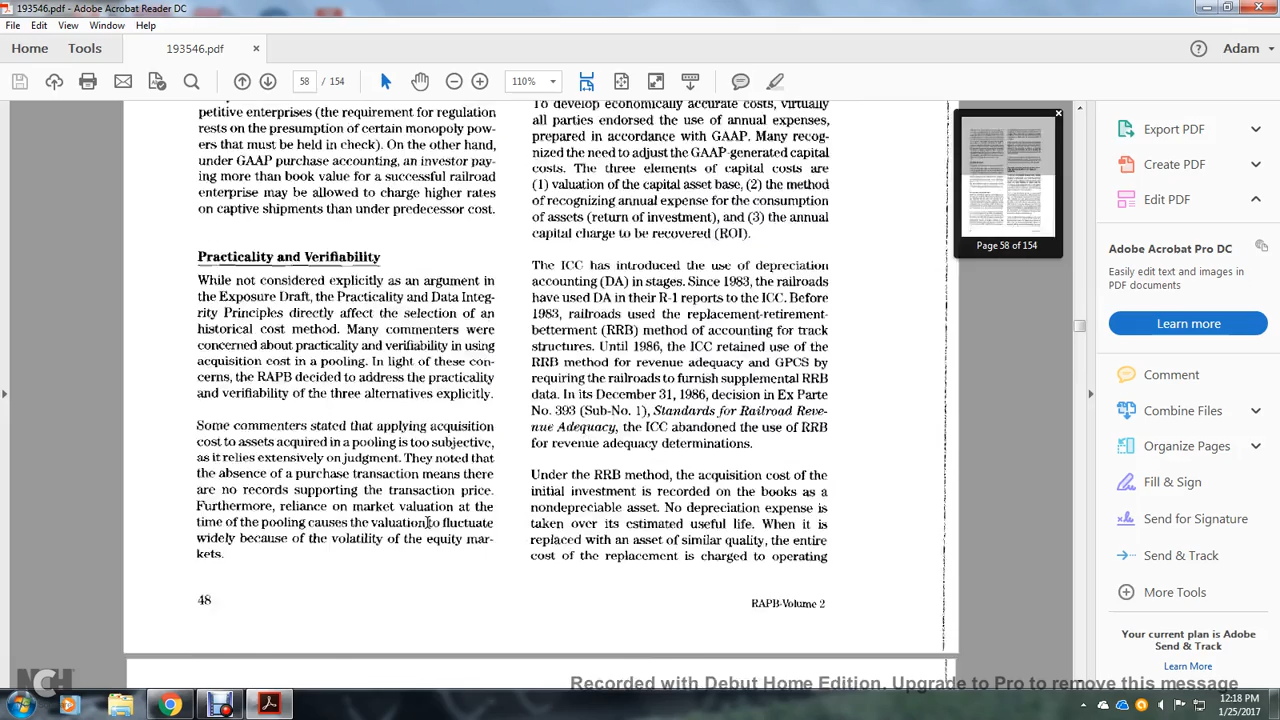 193546.pdf - Adobe Acrobat Reader DC
File Edit View Window Help
Home Tools 193546.pdf × Adam
58 / 154 110%
petitive enterprises (the requirement for regulation
rests on the presumption of certain monopoly pow-
ers that must be held in check). On the other hand,
under GAAP purchase accounting, an investor pay-
ing more than book value for a successful railroad
enterprise may be allowed to charge higher rates
on captive shipments than under predecessor cost.
Practicality and Verifiability
While not considered explicitly as an argument in
the Exposure Draft, the Practicality and Data Integ-
rity Principles directly affect the selection of an
historical cost method. Many commenters were
concerned about practicality and verifiability in using
acquisition cost in a pooling. In light of these con-
cerns, the RAPB decided to address the practicality
and verifiability of the three alternatives explicitly.
Some commenters stated that applying acquisition
cost to assets acquired in a pooling is too subjective,
as it relies extensively on judgment. They noted that
the absence of a purchase transaction means there
are no records supporting the transaction price.
Furthermore, reliance on market valuation at the
time of the pooling causes the valuation to fluctuate
widely because of the volatility of the equity mar-
kets.
48
To develop economically accurate costs, virtually
all parties endorsed the use of annual expenses,
prepared in accordance with GAAP. Many recog-
nized the need to adjust the GAAP-generated capital
costs. The three elements of capital costs are
(1) valuation of the capital asset base, (2) the method
of recognizing annual expense for the consumption
of assets (return of investment), and (3) the annual
capital charge to be recovered (ROI).
The ICC has introduced the use of depreciation
accounting (DA) in stages. Since 1983, the railroads
have used DA in their R-1 reports to the ICC. Before
1983, railroads used the replacement-retirement-
betterment (RRB) method of accounting for track
structures. Until 1986, the ICC retained use of the
RRB method for revenue adequacy and GPCS by
requiring the railroads to furnish supplemental RRB
data. In its December 31, 1986, decision in Ex Parte
No. 393 (Sub-No. 1), Standards for Railroad Reve-
nue Adequacy, the ICC abandoned the use of RRB
for revenue adequacy determinations.
Under the RRB method, the acquisition cost of the
initial investment is recorded on the books as a
nondepreciable asset. No depreciation expense is
taken over its estimated useful life. When it is
replaced with an asset of similar quality, the entire
cost of the replacement is charged to operating
RAPB-Volume 2
Page 58 of 154
Export PDF
Create PDF
Edit PDF
Adobe Acrobat Pro DC
Easily edit text and images in
PDF documents
Learn more
Comment
Combine Files
Organize Pages
Fill & Sign
Send for Signature
Send & Track
More Tools
Your current plan is Adobe
Send & Track
Learn More
NCH
Recorded with Debut Home Edition. Upgrade to Pro to remove this message
12:18 PM
1/25/2017